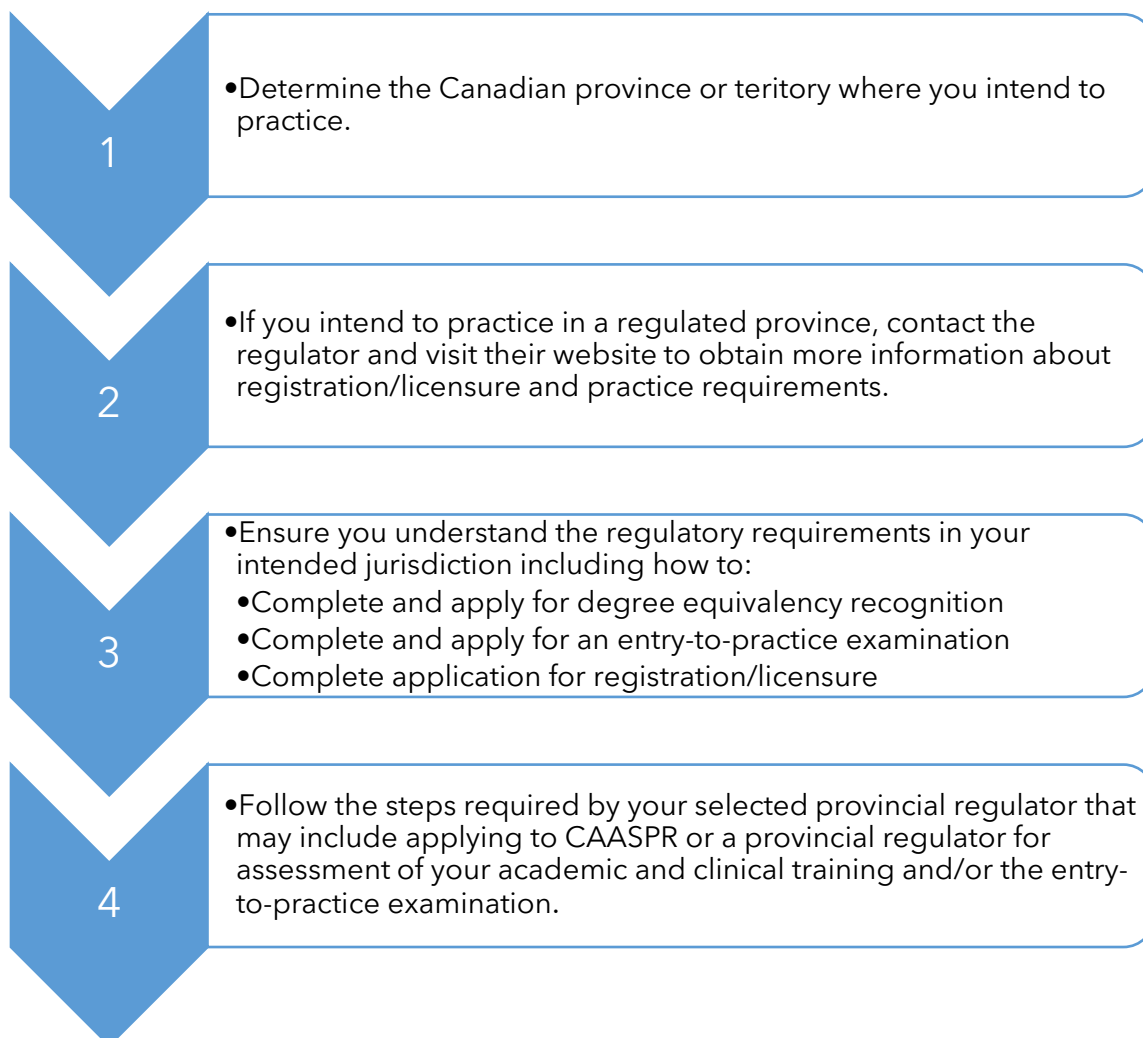 1
•Determine the Canadian province or teritory where you intend to
practice.
2
•If you intend to practice in a regulated province, contact the
regulator and visit their website to obtain more information about
registration/licensure and practice requirements.
3
•Ensure you understand the regulatory requirements in your
intended jurisdiction including how to:
•Complete and apply for degree equivalency recognition
•Complete and apply for an entry-to-practice examination
•Complete application for registration/licensure
4
•Follow the steps required by your selected provincial regulator that
may include applying to CAASPR or a provincial regulator for
assessment of your academic and clinical training and/or the entry-
to-practice examination.